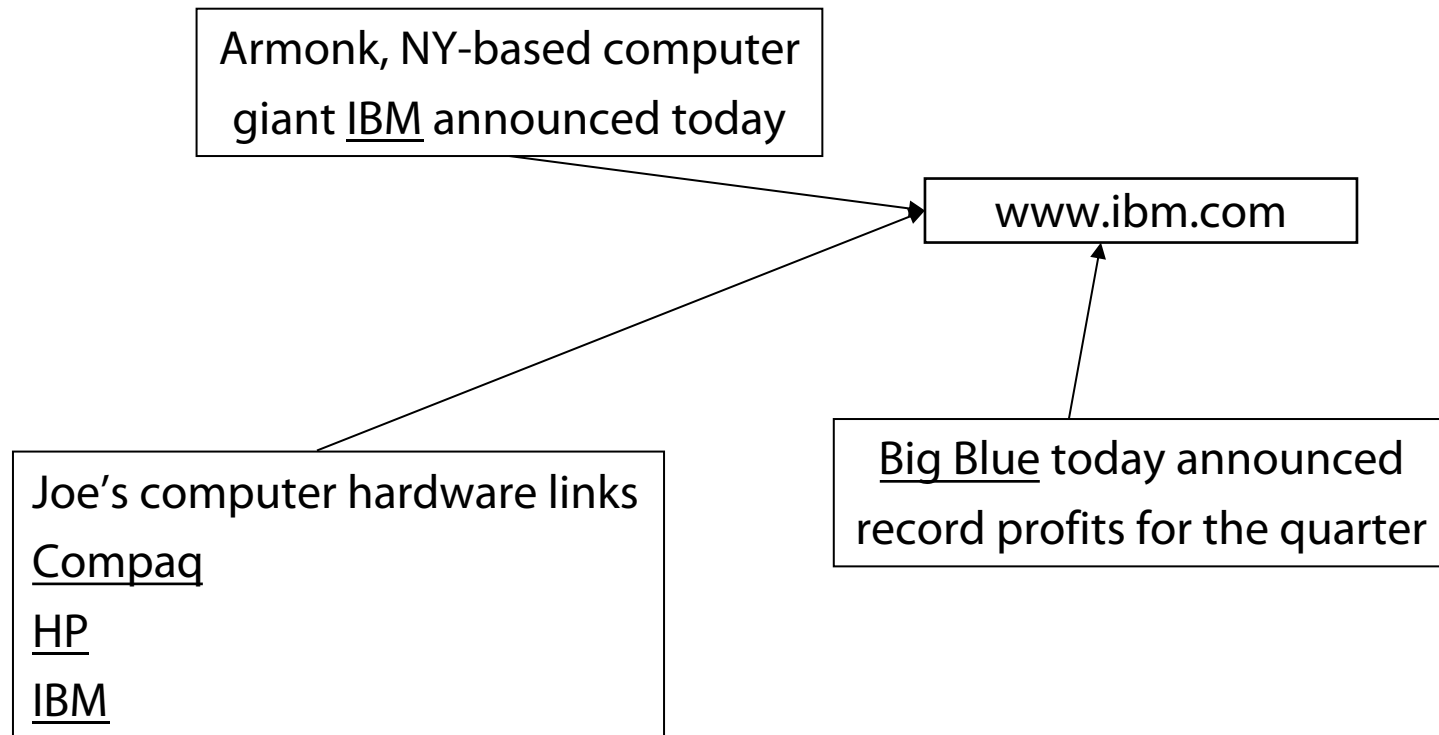 Armonk, NY-based computer
giant IBM announced today
www.ibm.com
Joe’s computer hardware links
Compaq
HP
IBM
Big Blue today announced
record profits for the quarter